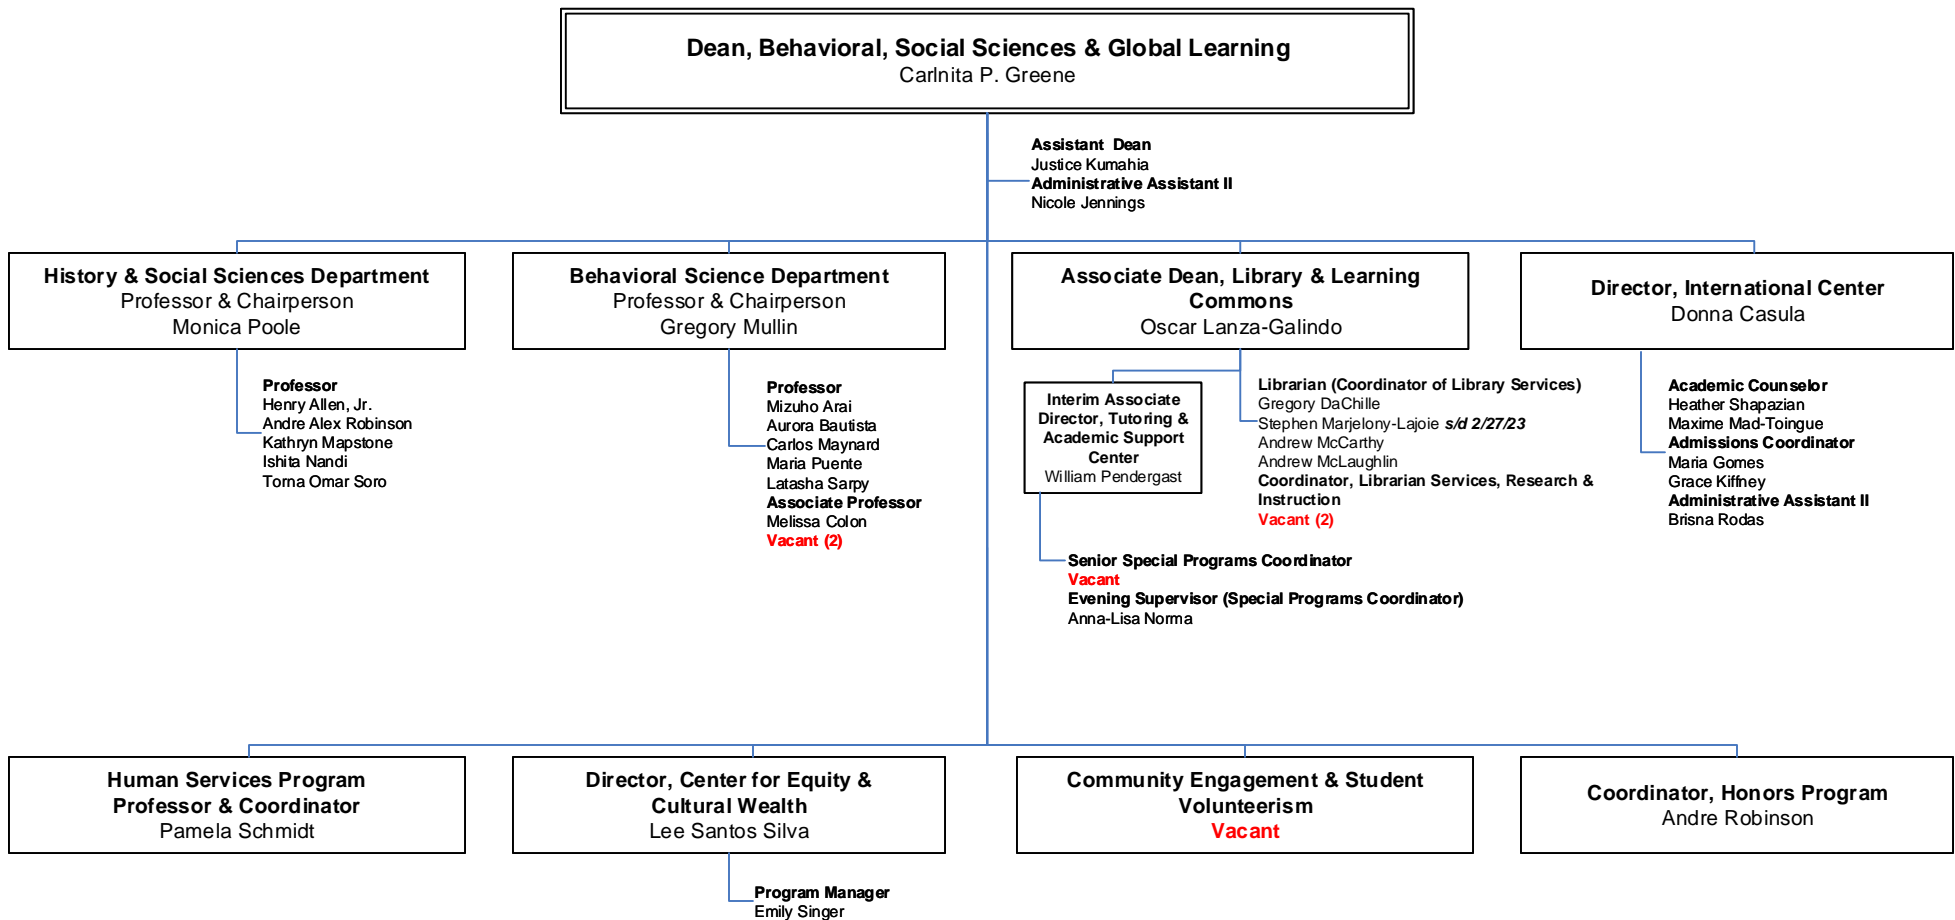 Dean, Behavioral, Social Sciences & Global Learning
Carlnita P. Greene
Assistant Dean
Justice Kumahia
Administrative Assistant II
Nicole Jennings
History & Social Sciences Department
Professor & Chairperson
Monica Poole
Professor
Henry Allen, Jr.
Andre Alex Robinson
Kathryn Mapstone
Ishita Nandi
Torna Omar Soro
Behavioral Science Department
Professor & Chairperson
Gregory Mullin
Professor
Mizuho Arai
Aurora Bautista
Carlos Maynard
Maria Puente
Latasha Sarpy
Associate Professor
Melissa Colon
Vacant (2)
Associate Dean, Library & Learning
Commons
Oscar Lanza-Galindo
Interim Associate
Director, Tutoring &
Academic Support
Center
William Pendergast
Librarian (Coordinator of Library Services)
Gregory DaChille
Stephen Marjelony-Lajoie s/d 2/27/23
Andrew McCarthy
Andrew McLaughlin
Coordinator, Librarian Services, Research &
Instruction
Vacant (2)
Senior Special Programs Coordinator
Vacant
Evening Supervisor (Special Programs Coordinator)
Anna-Lisa Norma
Director, International Center
Donna Casula
Academic Counselor
Heather Shapazian
Maxime Mad-Toingue
Admissions Coordinator
Maria Gomes
Grace Kiffney
Administrative Assistant II
Brisna Rodas
Human Services Program
Professor & Coordinator
Pamela Schmidt
Director, Center for Equity &
Cultural Wealth
Lee Santos Silva
Program Manager
Emily Singer
Community Engagement & Student
Volunteerism
Vacant
Coordinator, Honors Program
Andre Robinson